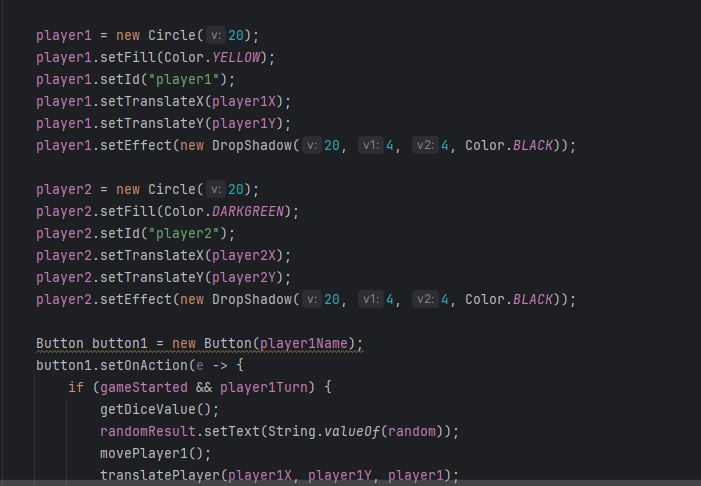 player1 = new Circle( v: 20);
player1.setFill(Color.YELLOW);
player1.setId("player1");
player1.setTranslateX(player1X);
player1.setTranslateY(player1Y);
player1.setEffect(new DropShadow( v: 20, v1: 4, v2: 4, Color.BLACK));
player2 = new Circle( v: 20);
player2.setFill(Color.DARKGREEN);
player2.setId("player2");
player2.setTranslateX(player2X);
player2.setTranslateY(player2Y);
player2.setEffect(new DropShadow( v: 20, v1: 4, v2: 4, Color.BLACK));
Button button1 = new Button(player1Name);
button1.setOnAction(e -> {
if (gameStarted && player1Turn) {
getDiceValue();
randomResult.setText(String.valueOf(random));
movePlayer1();
translatePlayer(player1X, player1Y, player1);